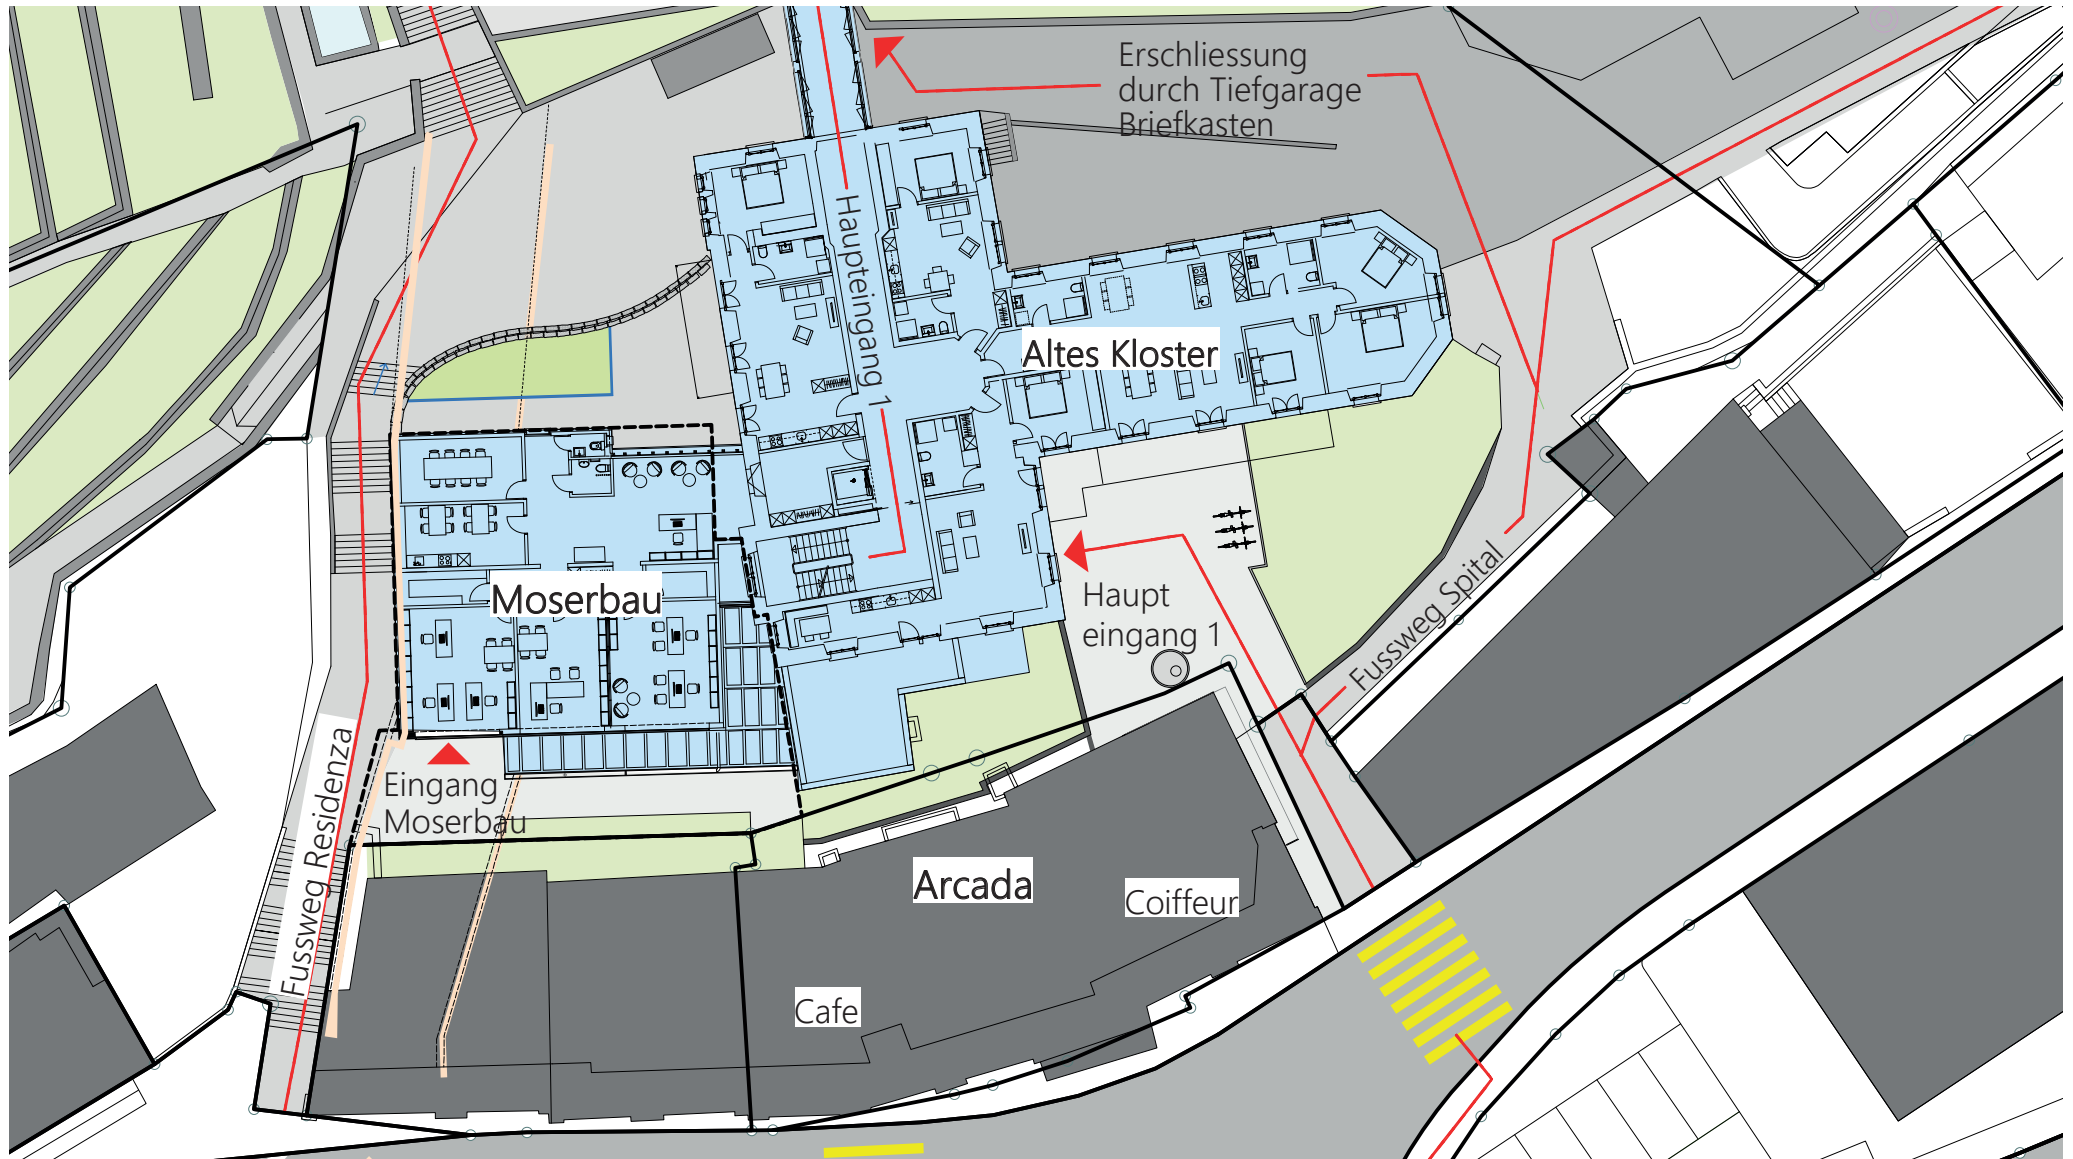 Erschliessung
durch Tiefgarage
Briefkasten
Haupteingang 1
Altes Kloster
Moserbau
Haupt
eingang 1
Fussweg Spital
Fussweg Residenza
Eingang
Moserbau
Arcada
Coiffeur
Cafe